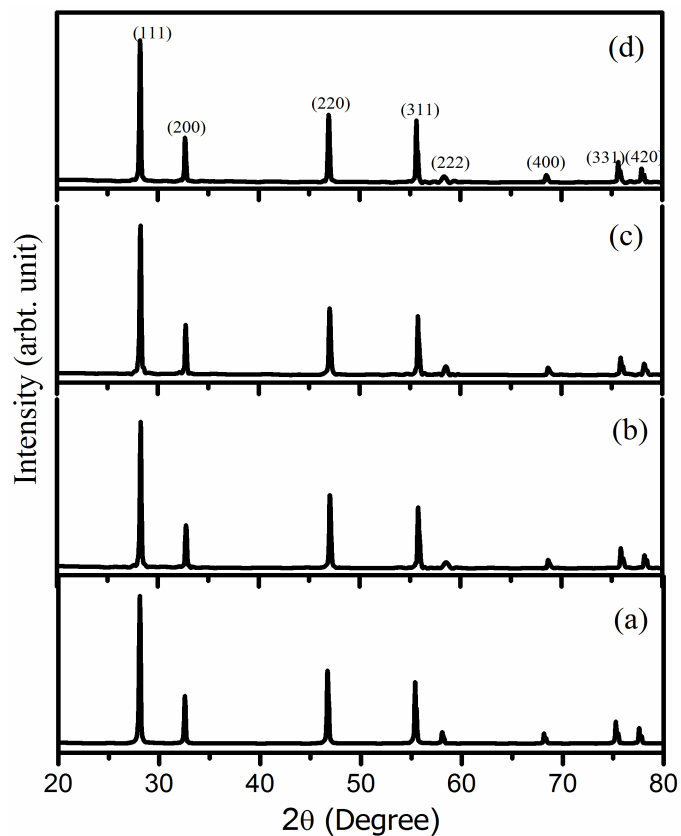 (111)
(d)
(200)
(220)
(311)
(222)
(400)
(331)
(420)
(c)
(b)
(a)
Intensity (arbt. unit)
20 30 40 50 60 70 80
2θ (Degree)